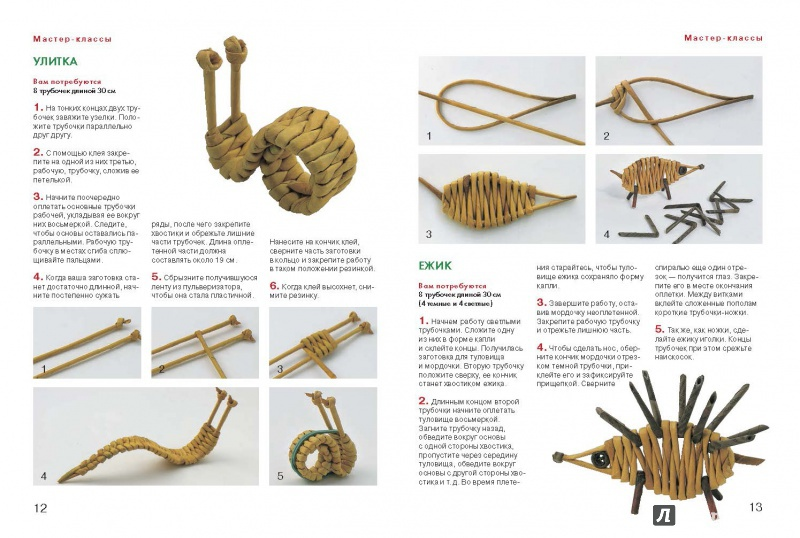 Мастер-классы
УЛИТКА
Вам потребуются
8 трубочек длиной 30 см
1. На тонких концах двух тру-
бочек завяжите узелки. Поло-
жите трубочки параллельно
друг другу.
2. С помощью клея закре-
пите на одной из них третью,
рабочую, трубочку, сложив ее
петелькой.
3. Начните поочередно
оплетать основные трубочки
рабочей, укладывая ее вокруг
них восьмеркой. Следите,
чтобы основы оставались па-
раллельными. Рабочую тру-
бочку в местах сгиба сплю-
щивайте пальцами.
4. Когда ваша заготовка ста-
нет достаточно длинной, нач-
ните постепенно сужать
ряды, после чего закрепите
хвостики и обрежьте лишние
части трубочек. Длина опле-
тенной части должна
составлять около 19 см.
5. Сбрызните получившуюся
ленту из пульверизатора,
чтобы она стала пластичной.
Нанесите на кончик клей,
сверните часть заготовки
в кольцо и закрепите работу
в таком положении резинкой.
6. Когда клей высохнет, сни-
мите резинку.
1
2
3
4
5
12
Мастер-классы
1
2
3
4
ЕЖИК
Вам потребуются
8 трубочек длиной 30 см
(4 темные и 4 светлые)
1. Начнем работу светлыми
трубочками. Сложите одну
из них в форме капли
и склейте концы. Получилась
заготовка для туловища
и мордочки. Вторую трубочку
положите сверху, ее кончик
станет хвостиком ежика.
2. Длинным концом второй
трубочки начните оплетать
туловище восьмеркой.
Загните трубочку назад,
обведите вокруг основы
с одной стороны хвостика,
пропустите через середину
туловища, обведите вокруг
основы с другой стороны хво-
стика и т.д. Во время плете-
ния старайтесь, чтобы туло-
вище ежика сохраняло форму
капли.
3. Завершите работу, оста-
вив мордочку неоплетенной.
Закрепите рабочую трубочку
и отрежьте лишнюю часть.
4. Чтобы сделать нос, обер-
ните кончик мордочки отрез-
ком темной трубочки, при-
клейте его и зафиксируйте
прищепкой. Сверните
спиралью еще один отре-
зок — получится глаз. Закре-
пите его в месте окончания
оплетки. Между витками
вклейте сложенные пополам
короткие трубочки-ножки.
5. Так же, как ножки, сде-
лайте ежику иголки. Концы
трубочек при этом срежьте
наискосок.
Л
13